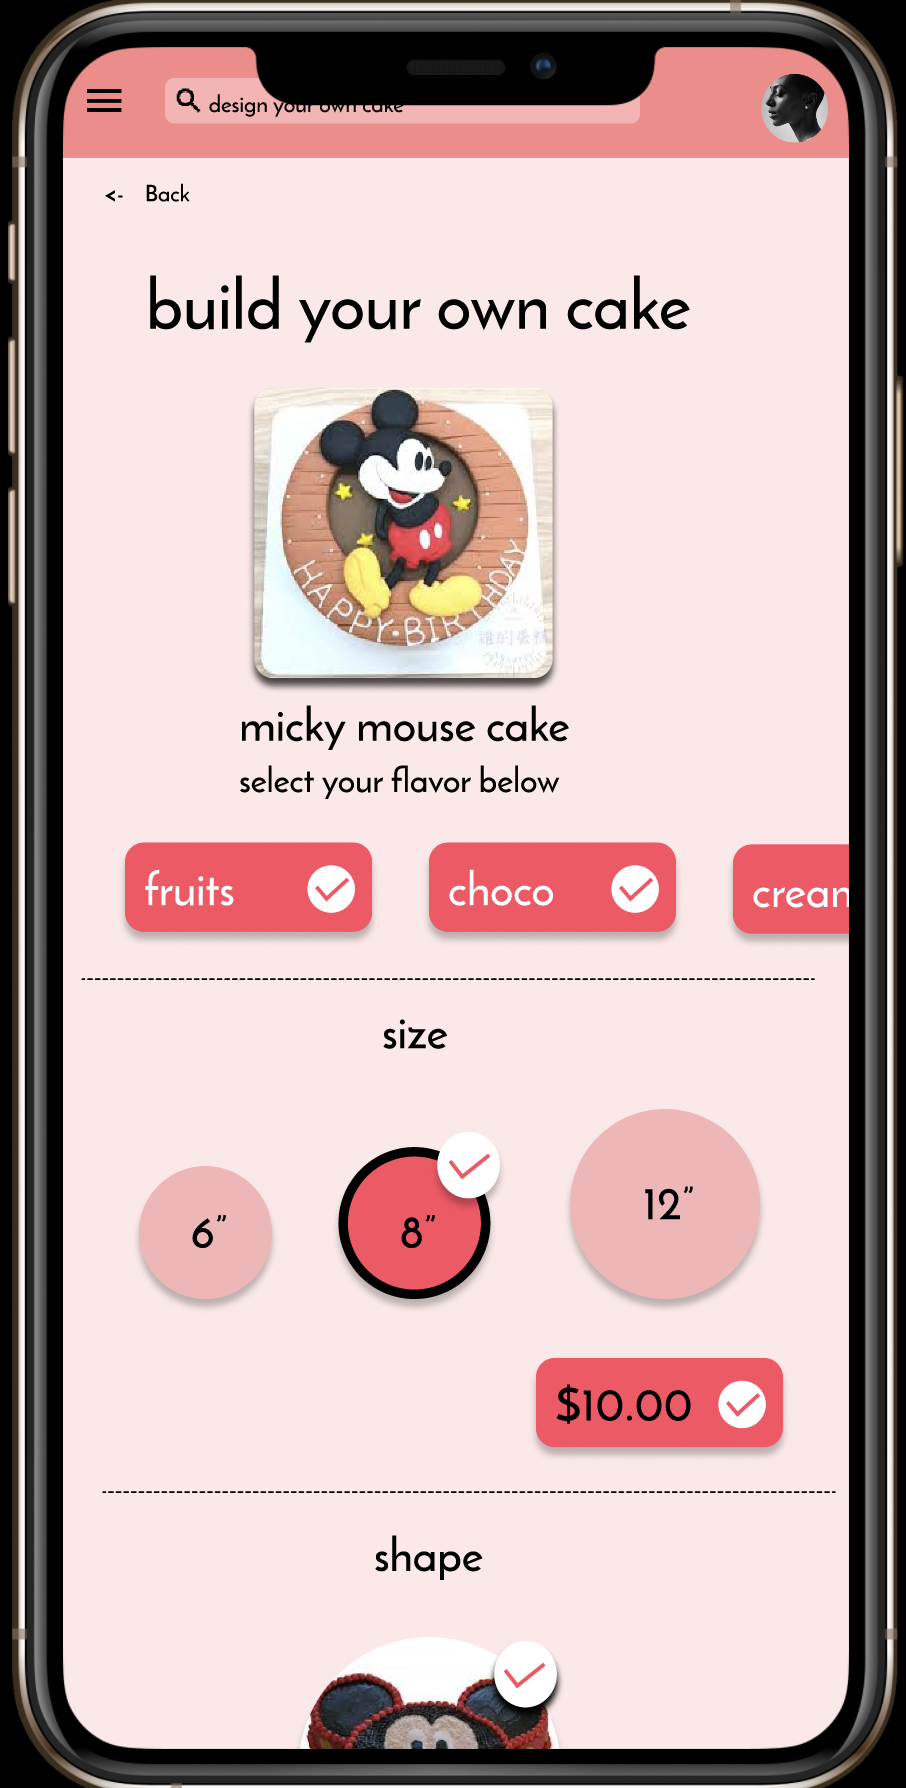 design your own cake
<- Back
build your own cake
HAPPY·BIRTHDAY
micky mouse cake
select your flavor below
fruits
choco
crean
size
6”
8”
12”
$10.00
shape